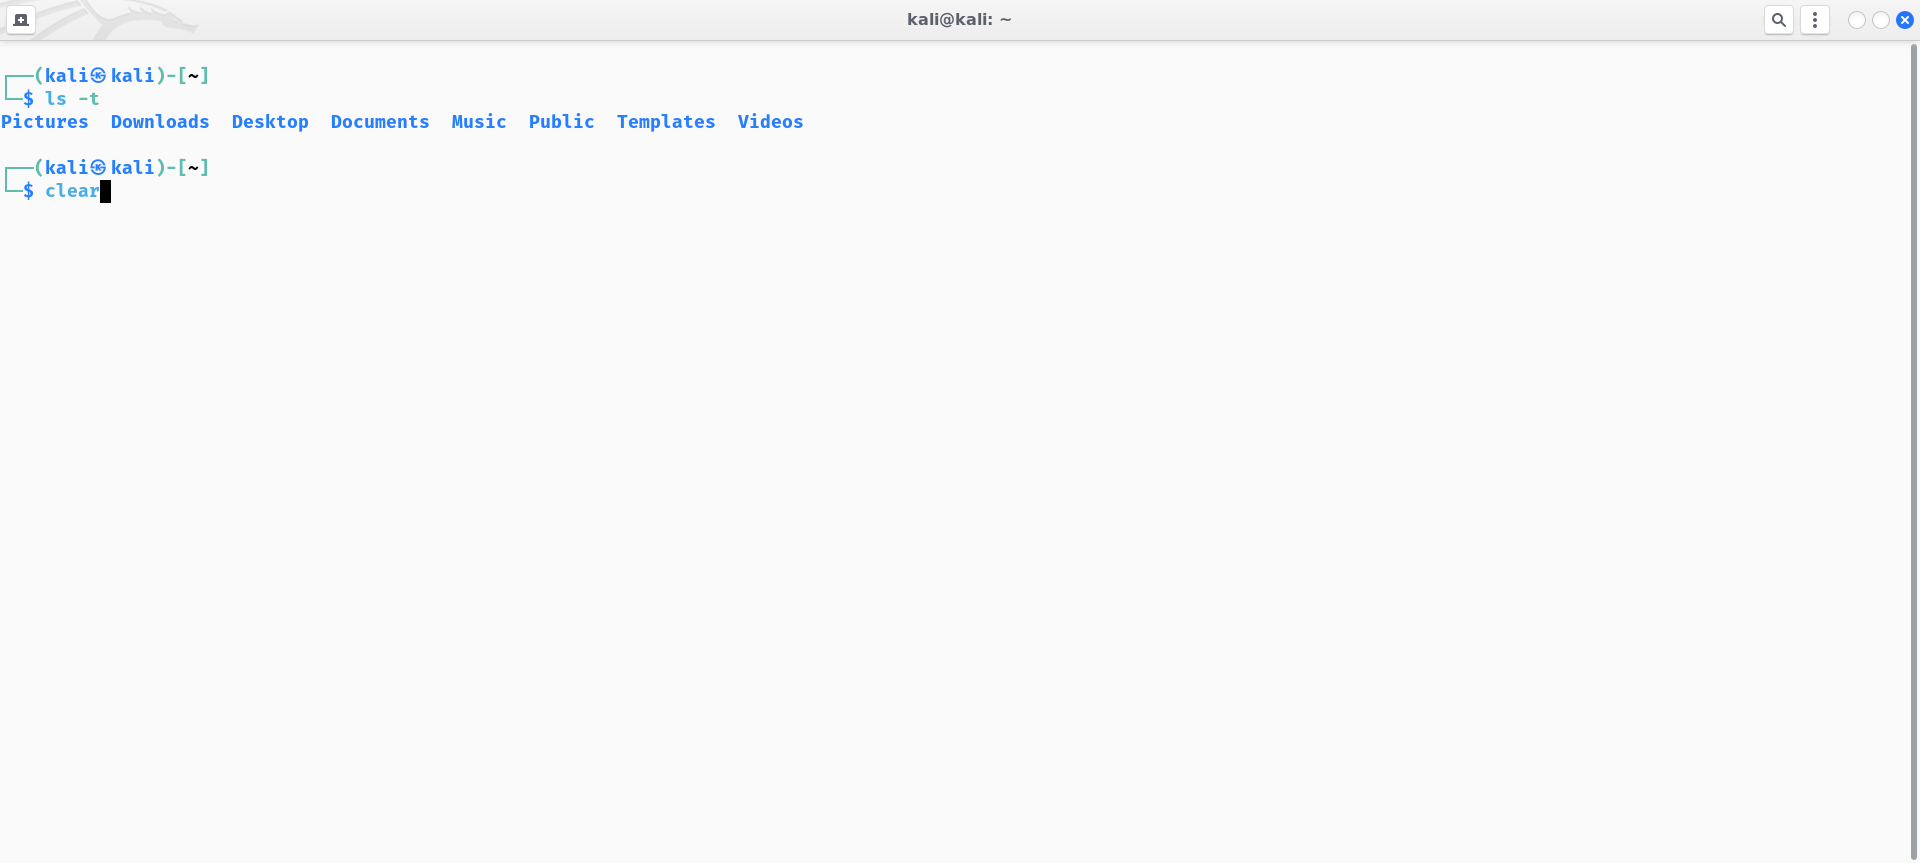 kali@kali: ~
┌──(kali㉿kali)-[~]
└─$ ls -t
Pictures  Downloads  Desktop  Documents  Music  Public  Templates  Videos
┌──(kali㉿kali)-[~]
└─$ clear